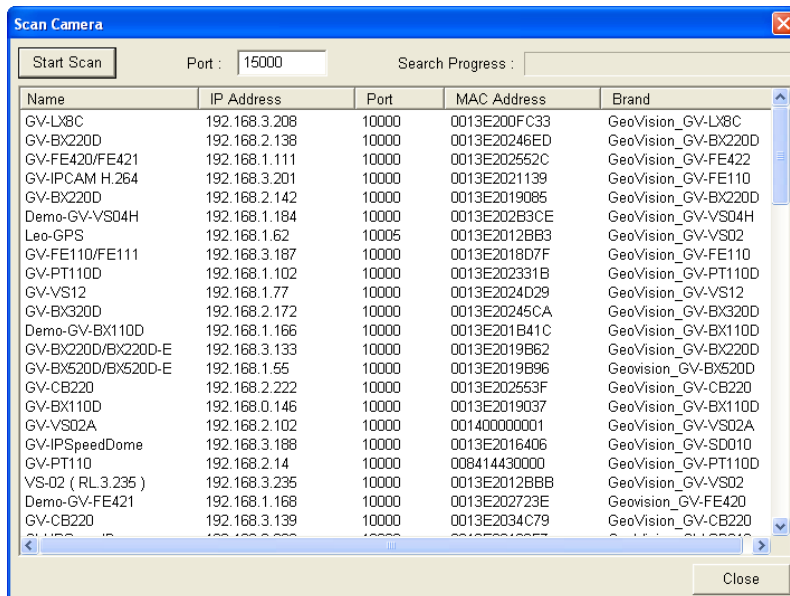 Scan Camera
Start Scan Port : 15000 Search Progress :
Name IP Address Port MAC Address Brand
GV-LX8C 192.168.3.208 10000 0013E200FC33 GeoVision_GV-LX8C
GV-BX220D 192.168.2.138 10000 0013E20246ED GeoVision_GV-BX220D
GV-FE420/FE421 192.168.1.111 10000 0013E202552C GeoVision_GV-FE422
GV-IPCAM H.264 192.168.3.201 10000 0013E2021139 GeoVision_GV-FE110
GV-BX220D 192.168.2.142 10000 0013E2019085 GeoVision_GV-BX220D
Demo-GV-VS04H 192.168.1.184 10000 0013E202B3CE GeoVision_GV-VS04H
Leo-GPS 192.168.1.62 10005 0013E2012BB3 GeoVision_GV-VS02
GV-FE110/FE111 192.168.3.187 10000 0013E2018D7F GeoVision_GV-FE110
GV-PT110D 192.168.1.102 10000 0013E202331B GeoVision_GV-PT110D
GV-VS12 192.168.1.77 10000 0013E2024D29 GeoVision_GV-VS12
GV-BX320D 192.168.2.172 10000 0013E20245CA GeoVision_GV-BX320D
Demo-GV-BX110D 192.168.1.166 10000 0013E201B41C GeoVision_GV-BX110D
GV-BX220D/BX220D-E 192.168.3.133 10000 0013E2019B62 GeoVision_GV-BX220D
GV-BX520D/BX520D-E 192.168.1.55 10000 0013E2019B96 Geovision_GV-BX520D
GV-CB220 192.168.2.222 10000 0013E202553F GeoVision_GV-CB220
GV-BX110D 192.168.0.146 10000 0013E2019037 GeoVision_GV-BX110D
GV-VS02A 192.168.2.102 10000 001400000001 GeoVision_GV-VS02A
GV-IPSpeedDome 192.168.3.188 10000 0013E2016406 GeoVision_GV-SD010
GV-PT110 192.168.2.14 10000 008414430000 GeoVision_GV-PT110D
VS-02 ( RL.3.235 ) 192.168.3.235 10000 0013E2012BBB GeoVision_GV-VS02
Demo-GV-FE421 192.168.1.168 10000 0013E202723E Geovision_GV-FE420
GV-CB220 192.168.3.139 10000 0013E2034C79 GeoVision_GV-CB220
Close